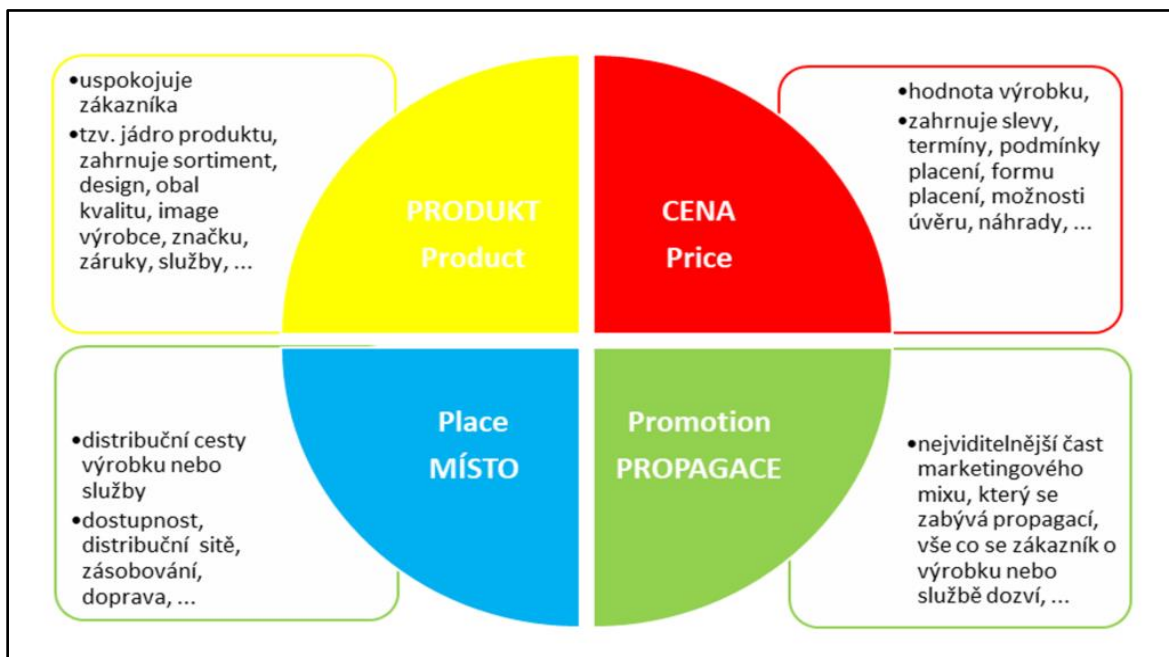 •uspokojuje
zákazníka
•tzv. jádro produktu,
zahrnuje sortiment,
design, obal
kvalitu, image
výrobce, značku,
záruky, služby, ...
PRODUKT
Product
CENA
Price
•hodnota výrobku,
•zahrnuje slevy,
termíny, podmínky
placení, formu
placení, možnosti
úvěru, náhrady, ...
•distribuční cesty
výrobku nebo
služby
•dostupnost,
distribuční sítě,
zásobování,
doprava, ...
Place
MÍSTO
Promotion
PROPAGACE
•nejviditelnější čast
marketingového
mixu, který se
zabývá propagací,
vše co se zákazník o
výrobku nebo
službě dozví, ...